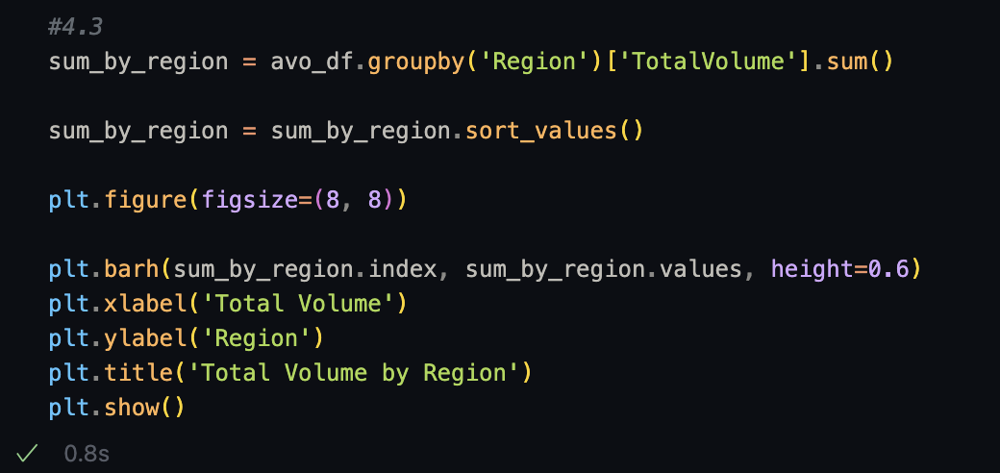 #4.3
sum_by_region = avo_df.groupby('Region')['TotalVolume'].sum()
sum_by_region = sum_by_region.sort_values()
plt.figure(figsize=(8, 8))
plt.barh(sum_by_region.index, sum_by_region.values, height=0.6)
plt.xlabel('Total Volume')
plt.ylabel('Region')
plt.title('Total Volume by Region')
plt.show()
0.8s